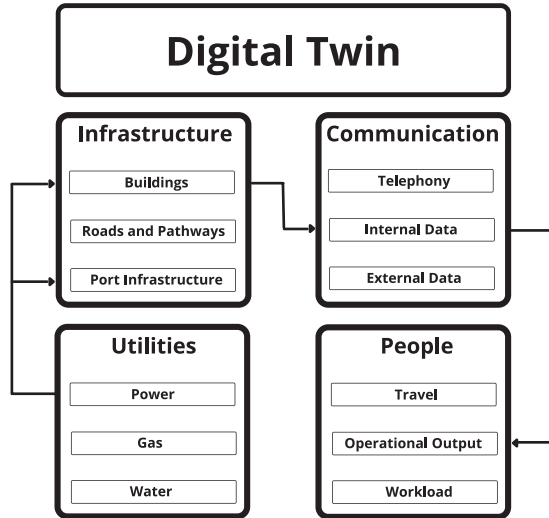 Digital Twin
Infrastructure
Buildings
Roads and Pathways
Port Infrastructure
Communication
Telephony
Internal Data
External Data
Utilities
Power
Gas
Water
People
Travel
Operational Output
Workload